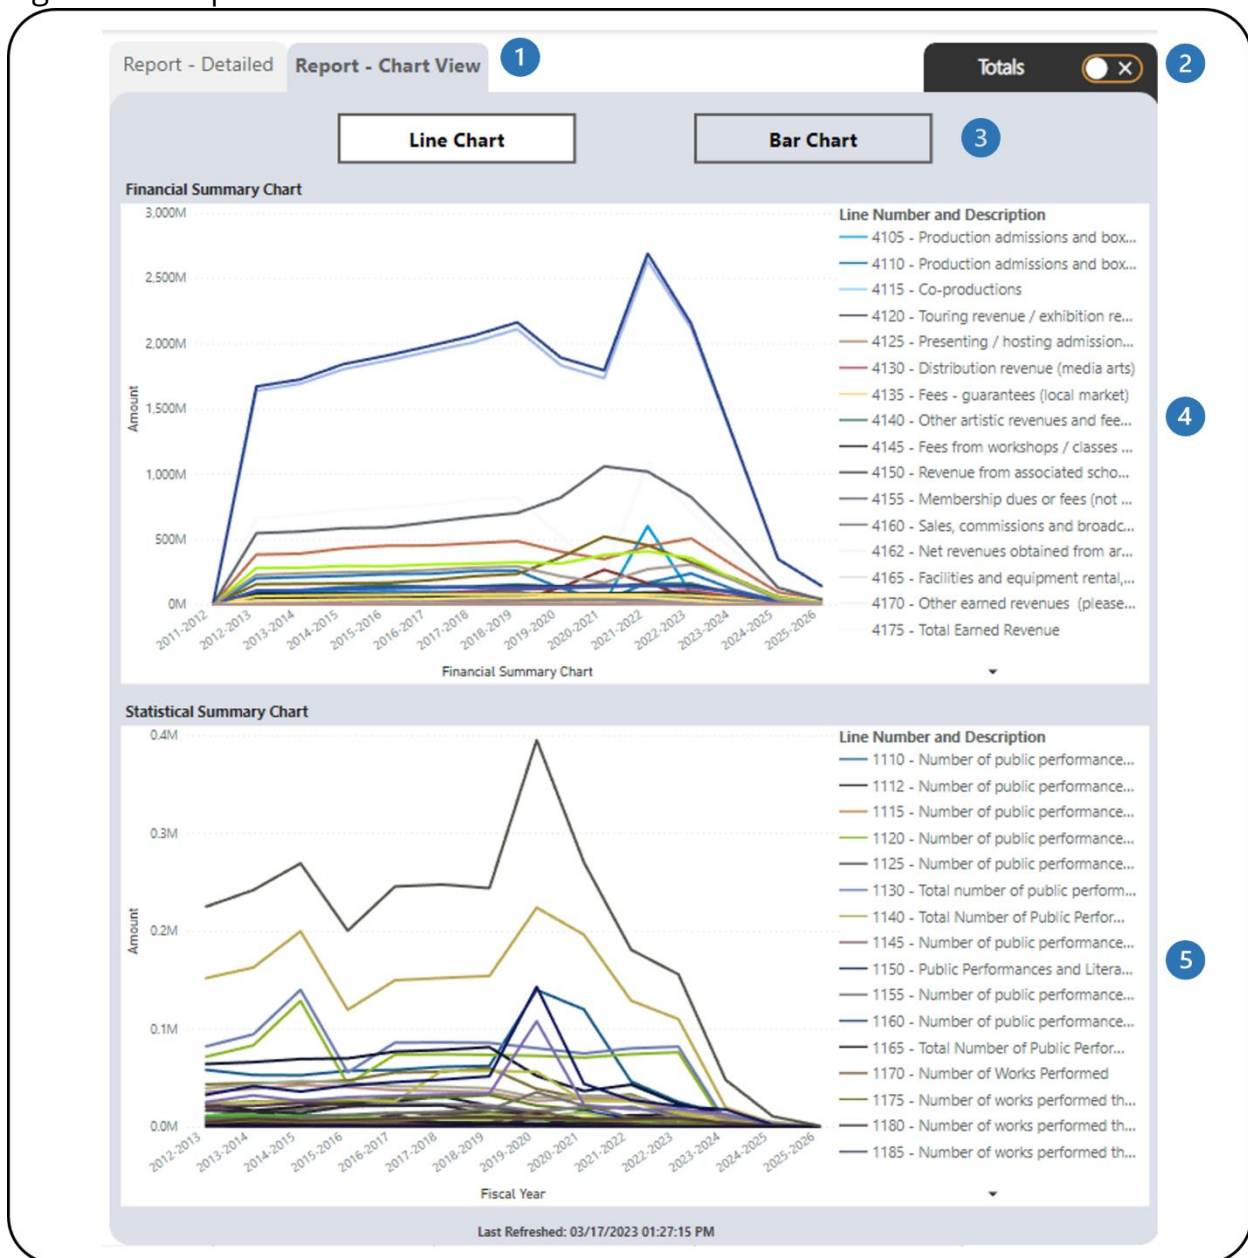 Report - Detailed
Report - Chart View
1
Totals
2
Line Chart
Bar Chart
3
Financial Summary Chart
3,000M
2,500M
2,000M
1,500M
1,000M
500M
0M
Amount
2011-2012
2012-2013
2013-2014
2014-2015
2015-2016
2016-2017
2017-2018
2018-2019
2019-2020
2020-2021
2021-2022
2022-2023
2023-2024
2024-2025
2025-2026
Financial Summary Chart
Line Number and Description
4105 - Production admissions and box...
4110 - Production admissions and box...
4115 - Co-productions
4120 - Touring revenue / exhibition re...
4125 - Presenting / hosting admission...
4130 - Distribution revenue (media arts)
4135 - Fees - guarantees (local market)
4140 - Other artistic revenues and fee...
4145 - Fees from workshops / classes ...
4150 - Revenue from associated scho...
4155 - Membership dues or fees (not ...
4160 - Sales, commissions and broadc...
4162 - Net revenues obtained from ar...
4165 - Facilities and equipment rental,...
4170 - Other earned revenues (please...
4175 - Total Earned Revenue
4
Statistical Summary Chart
0.4M
0.3M
0.2M
0.1M
0.0M
Amount
2012-2013
2013-2014
2014-2015
2015-2016
2016-2017
2017-2018
2018-2019
2019-2020
2020-2021
2021-2022
2022-2023
2023-2024
2024-2025
2025-2026
Fiscal Year
Line Number and Description
1110 - Number of public performance...
1112 - Number of public performance...
1115 - Number of public performance...
1120 - Number of public performance...
1125 - Number of public performance...
1130 - Total number of public perform...
1140 - Total Number of Public Perfor...
1145 - Number of public performance...
1150 - Public Performances and Litera...
1155 - Number of public performance...
1160 - Number of public performance...
1165 - Total Number of Public Perfor...
1170 - Number of Works Performed
1175 - Number of works performed th...
1180 - Number of works performed th...
1185 - Number of works performed th...
5
Last Refreshed: 03/17/2023 01:27:15 PM